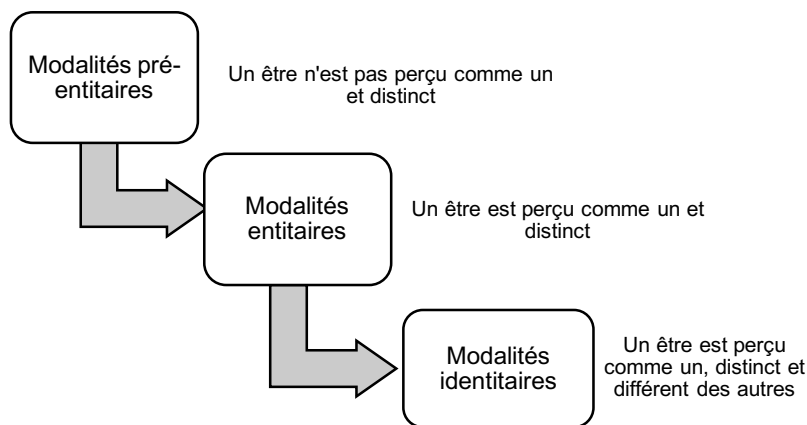 Modalités pré-
entitaires
Un être n'est pas perçu comme un
et distinct
Modalités
entitaires
Un être est perçu comme un et
distinct
Modalités
identitaires
Un être est perçu
comme un, distinct et
différent des autres